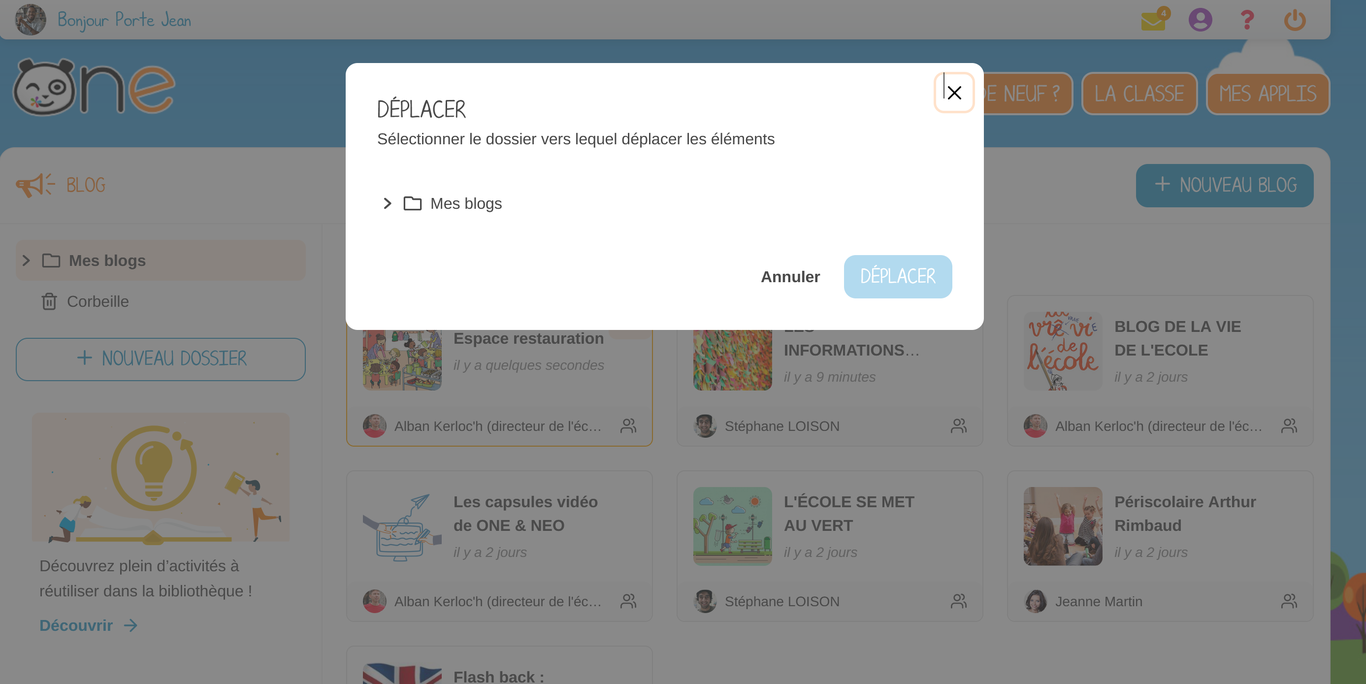 Bonjour Porte Jean
4
?
one
DE NEUF ?
LA CLASSE
MES APPLIS
DÉPLACER
Sélectionner le dossier vers lequel déplacer les éléments
Mes blogs
Annuler
DÉPLACER
BLOG
+ NOUVEAU BLOG
Mes blogs
Corbeille
+ NOUVEAU DOSSIER
Découvrez plein d'activités à
réutiliser dans la bibliothèque !
Découvrir →
Espace restauration
il y a quelques secondes
Alban Kerloc'h (directeur de l'éc...
LES
INFORMATIONS...
il y a 9 minutes
Stéphane LOISON
vie
de
l'école
BLOG DE LA VIE
DE L'ECOLE
il y a 2 jours
Alban Kerloc'h (directeur de l'éc...
Les capsules vidéo
de ONE & NEO
il y a 2 jours
Alban Kerloc'h (directeur de l'éc...
L'ÉCOLE SE MET
AU VERT
il y a 2 jours
Stéphane LOISON
Périscolaire Arthur
Rimbaud
il y a 2 jours
Jeanne Martin
Flash back :